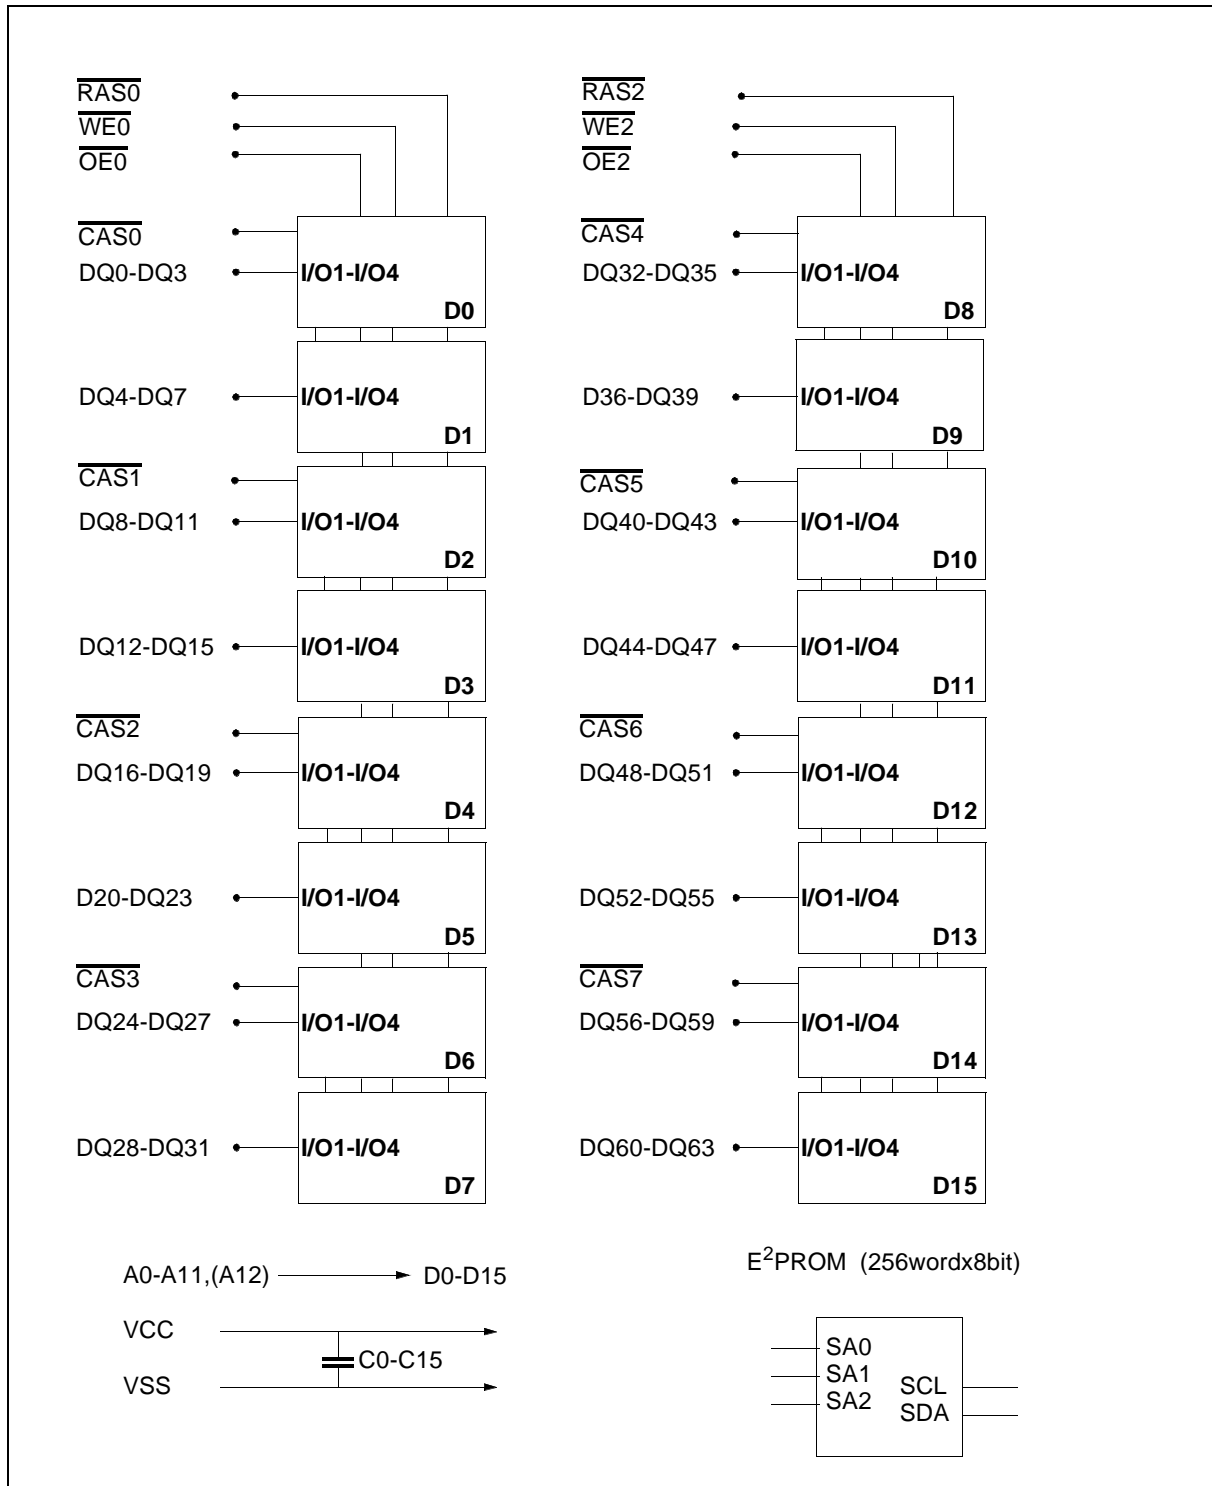 RAS0
WE0
OE0
CAS0
DQ0-DQ3
I/O1-I/O4
D0
DQ4-DQ7
I/O1-I/O4
D1
CAS1
DQ8-DQ11
I/O1-I/O4
D2
DQ12-DQ15
I/O1-I/O4
D3
CAS2
DQ16-DQ19
I/O1-I/O4
D4
D20-DQ23
I/O1-I/O4
D5
CAS3
DQ24-DQ27
I/O1-I/O4
D6
DQ28-DQ31
I/O1-I/O4
D7
RAS2
WE2
OE2
CAS4
DQ32-DQ35
I/O1-I/O4
D8
D36-DQ39
I/O1-I/O4
D9
CAS5
DQ40-DQ43
I/O1-I/O4
D10
DQ44-DQ47
I/O1-I/O4
D11
CAS6
DQ48-DQ51
I/O1-I/O4
D12
DQ52-DQ55
I/O1-I/O4
D13
CAS7
DQ56-DQ59
I/O1-I/O4
D14
DQ60-DQ63
I/O1-I/O4
D15
A0-A11,(A12) D0-D15
VCC
C0-C15
VSS
E²PROM (256wordx8bit)
SA0
SA1
SA2
SCL
SDA